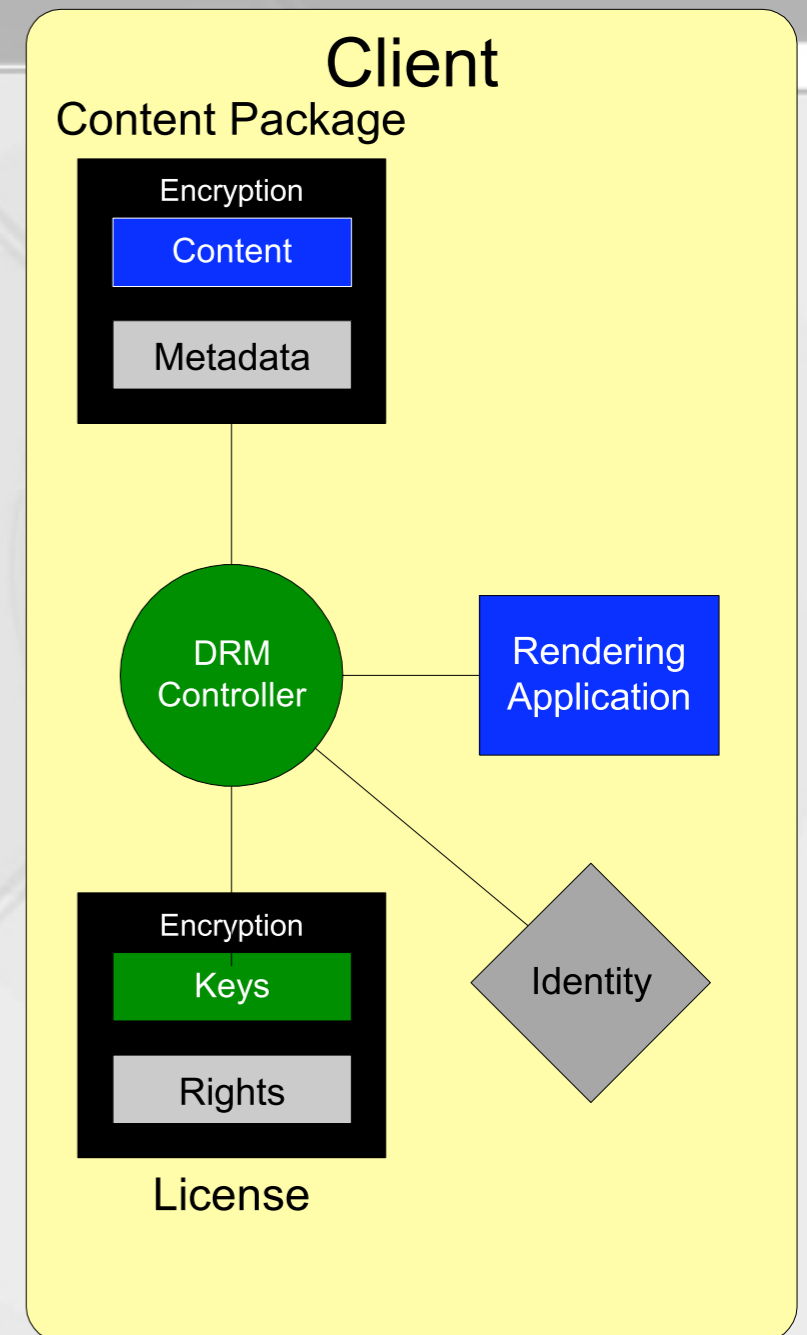 Client
Content Package
Encryption
Content
Metadata
DRM
Controller
Rendering
Application
Encryption
Keys
Identity
Rights
License